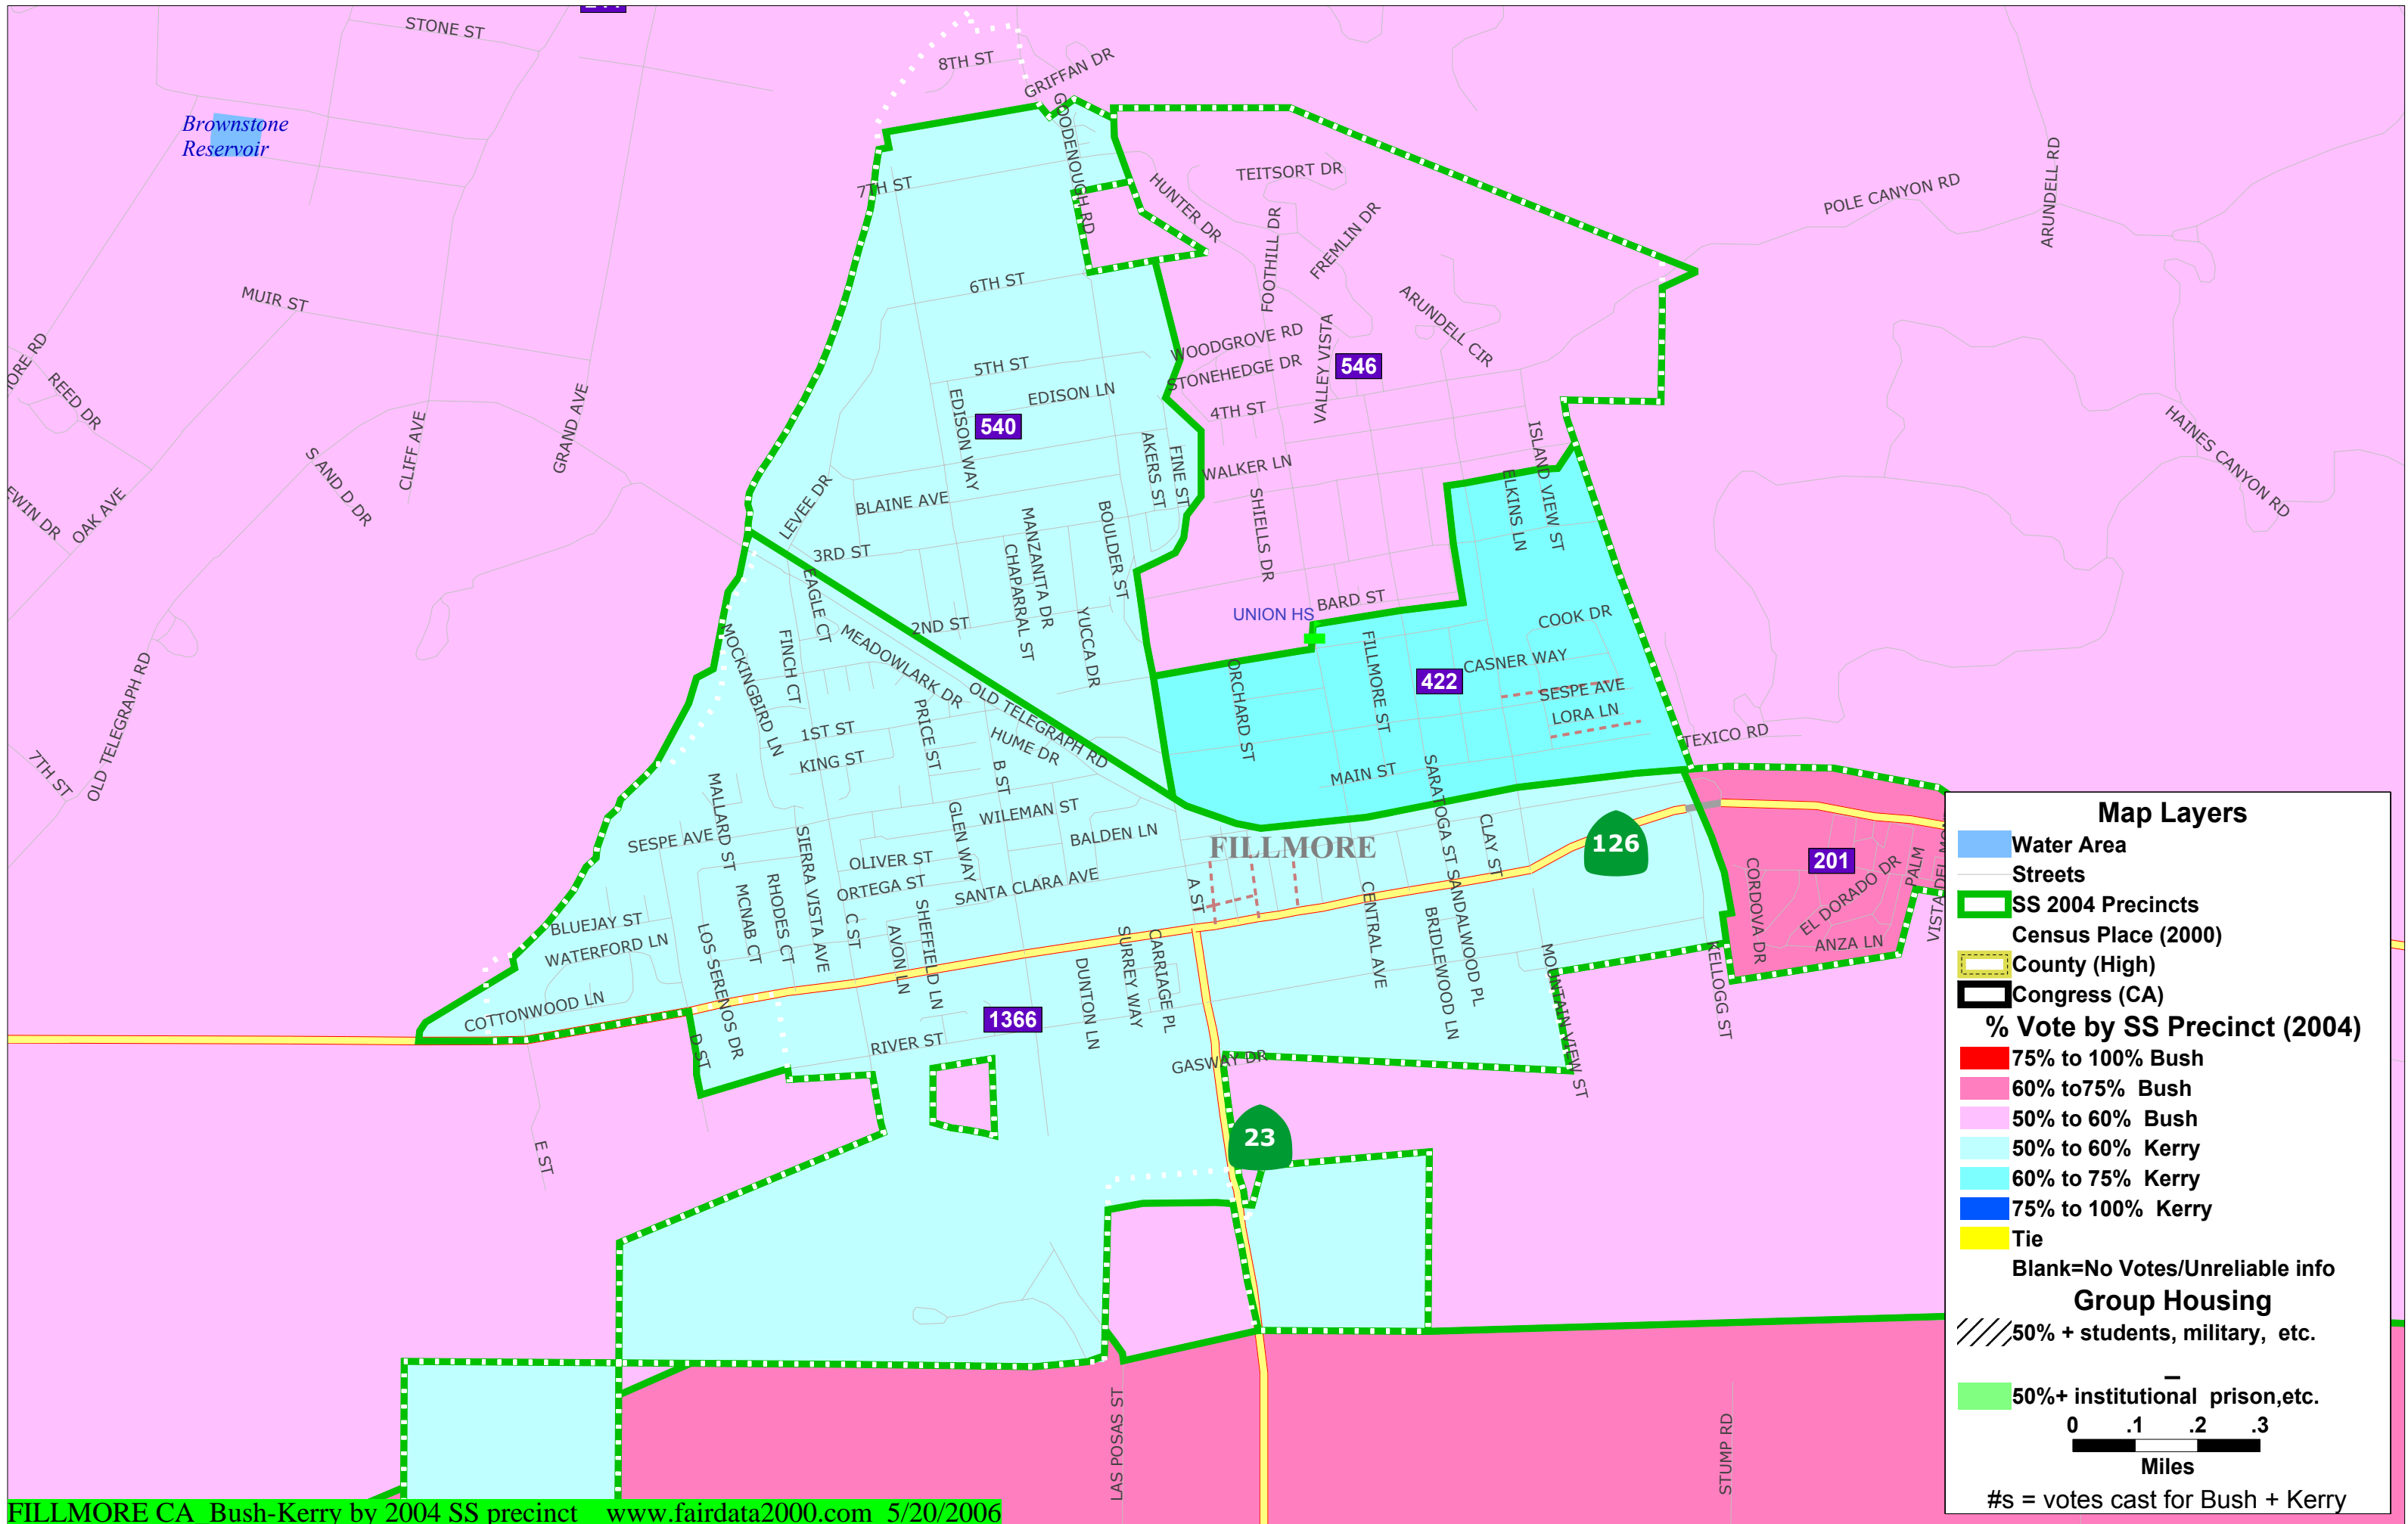 STONE ST
8TH ST
GRIFFAN DR
GOODENOUGH RD
Brownstone
Reservoir
7TH ST
HUNTER DR
TEITSORT DR
FOOTHILL DR
FREMLIN DR
POLE CANYON RD
ARUNDELL RD
MUIR ST
6TH ST
ARUNDELL CIR
WOODGROVE RD
STONEHEDGE DR
VALLEY VISTA
546
REED DR
5TH ST
EDISON LN
EDISON WAY
540
4TH ST
CLIFF AVE
GRAND AVE
S AND D DR
OAK AVE
AKERS ST
FINE ST
WALKER LN
SHIELLS DR
ISLAND VIEW ST
ELKINS LN
HAINES CANYON RD
LEVEE DR
BLAINE AVE
3RD ST
MANZANITA DR
CHAPARRAL ST
BOULDER ST
YUCCA DR
2ND ST
EAGLE CT
FINCH CT
MEADOWLARK DR
MOCKINGBIRD LN
UNION HS
BARD ST
COOK DR
CASNER WAY
FILLMORE ST
422
SESPE AVE
LORA LN
ORCHARD ST
OLD TELEGRAPH RD
OLD TELEGRAPH RD
7TH ST
1ST ST
KING ST
PRICE ST
HUME DR
B ST
MAIN ST
SARATOGA ST
TEXICO RD
MALLARD ST
SESPE AVE
SIERRA VISTA AVE
GLEN WAY
WILEMAN ST
BALDEN LN
FILLMORE
CLAY ST
126
201
CORDOVA DR
EL DORADO DR
PALM
ANZA LN
OLIVER ST
ORTEGA ST
SANTA CLARA AVE
A ST
CENTRAL AVE
SANDALWOOD PL
BRIDLEWOOD LN
MOUNTAIN VIEW ST
KELLOGG ST
BLUEJAY ST
WATERFORD LN
COTTONWOOD LN
LOS SERENOS DR
MCNAB CT
RHODES CT
C ST
AVON LN
SHEFFIELD LN
DUNTON LN
SURREY WAY
CARRIAGE PL
1366
RIVER ST
D ST
E ST
GASWAY DR
23
LAS POSAS ST
STUMP RD
Map Layers
Water Area
Streets
SS 2004 Precincts
Census Place (2000)
County (High)
Congress (CA)
% Vote by SS Precinct (2004)
75% to 100% Bush
60% to75% Bush
50% to 60% Bush
50% to 60% Kerry
60% to 75% Kerry
75% to 100% Kerry
Tie
Blank=No Votes/Unreliable info
Group Housing
50% + students, military, etc.
50%+ institutional prison,etc.
0 .1 .2 .3
Miles
#s = votes cast for Bush + Kerry
FILLMORE CA Bush-Kerry by 2004 SS precinct www.fairdata2000.com 5/20/2006